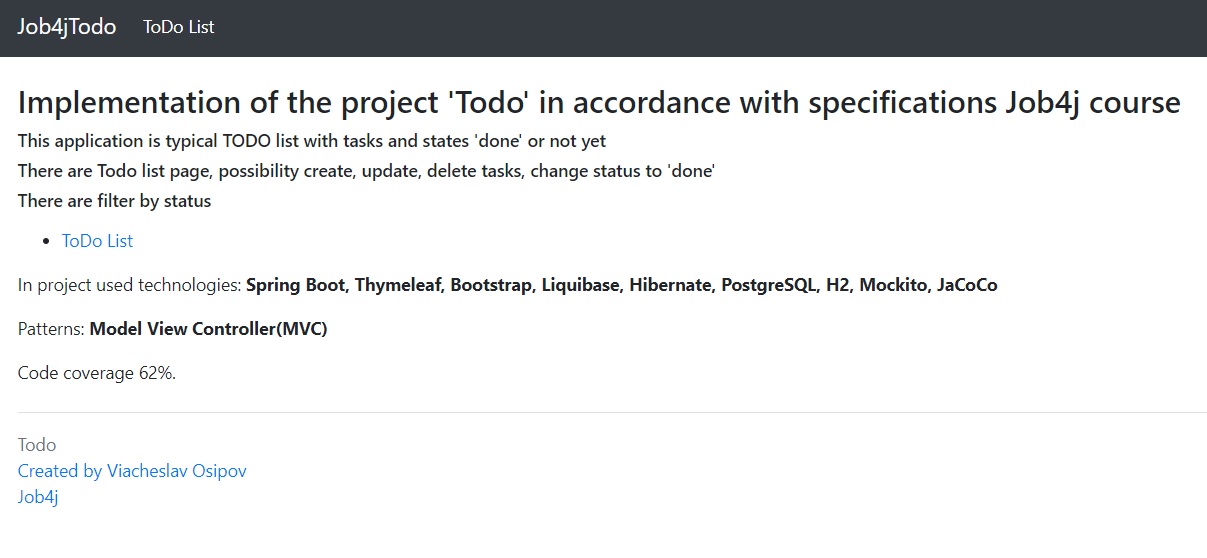 Job4jTodo ToDo List
Implementation of the project 'Todo' in accordance with specifications Job4j course
This application is typical TODO list with tasks and states 'done' or not yet
There are Todo list page, possibility create, update, delete tasks, change status to 'done'
There are filter by status
ToDo List
In project used technologies: Spring Boot, Thymeleaf, Bootstrap, Liquibase, Hibernate, PostgreSQL, H2, Mockito, JaCoCo
Patterns: Model View Controller(MVC)
Code coverage 62%.
Todo
Created by Viacheslav Osipov
Job4j